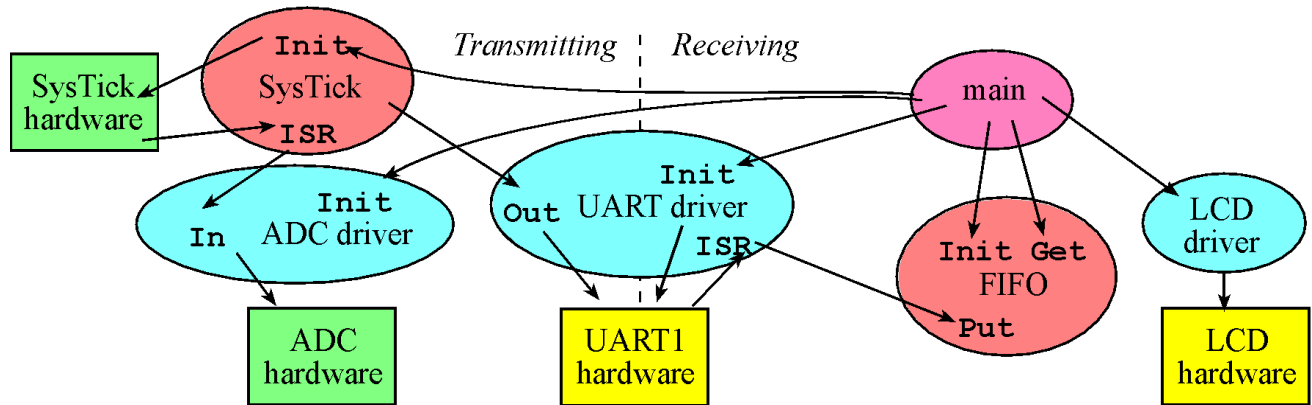 Transmitting
Receiving
SysTick
hardware
Init
SysTick
ISR
main
Init
In
ADC driver
Init
Out
UART driver
ISR
Init Get
FIFO
Put
LCD
driver
ADC
hardware
UART1
hardware
LCD
hardware